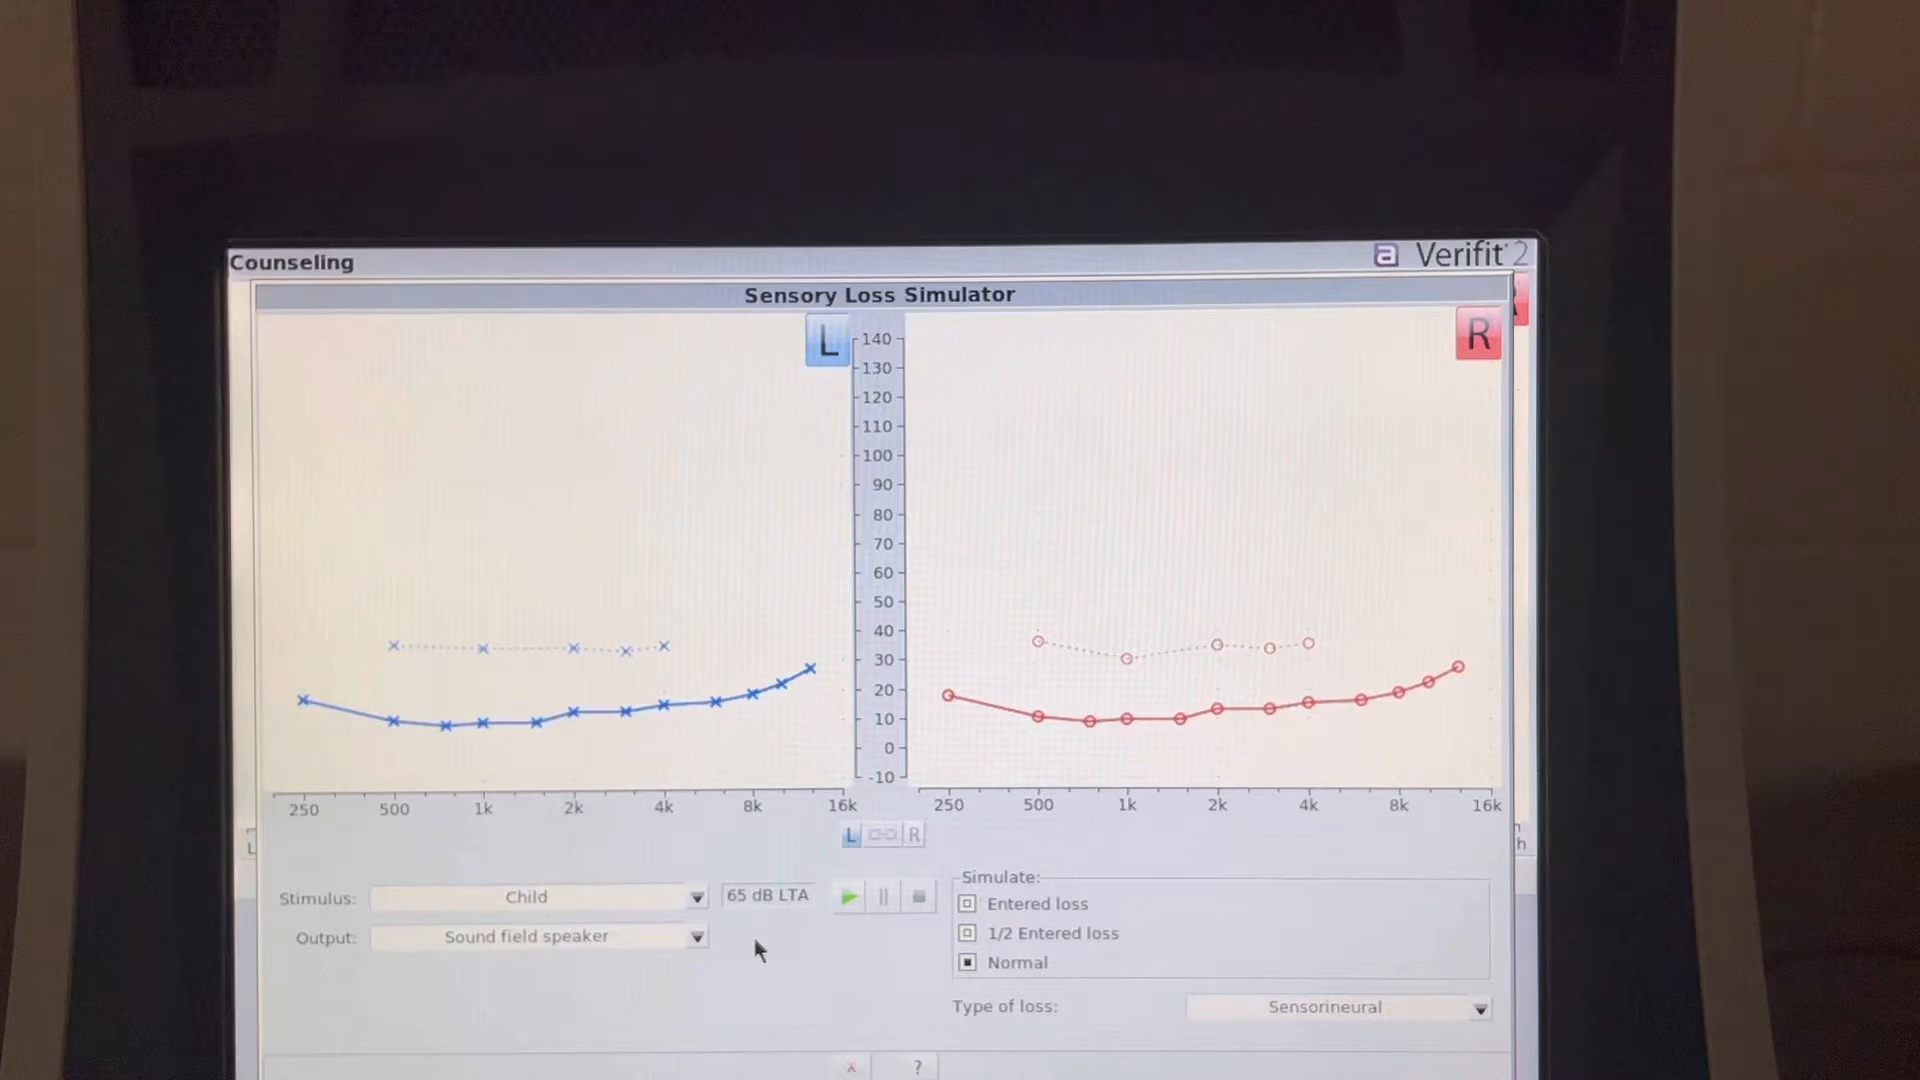 Counseling
a Verifit 2
Sensory Loss Simulator
L
R
140
130
120
110
100
90
80
70
60
50
40
30
20
10
0
-10
250 500 1k 2k 4k 8k 16k
250 500 1k 2k 4k 8k 16k
L R
h
Stimulus: Child 65 dB LTA
Output: Sound field speaker
Simulate:
Entered loss
1/2 Entered loss
Normal
Type of loss: Sensorineural
x ?